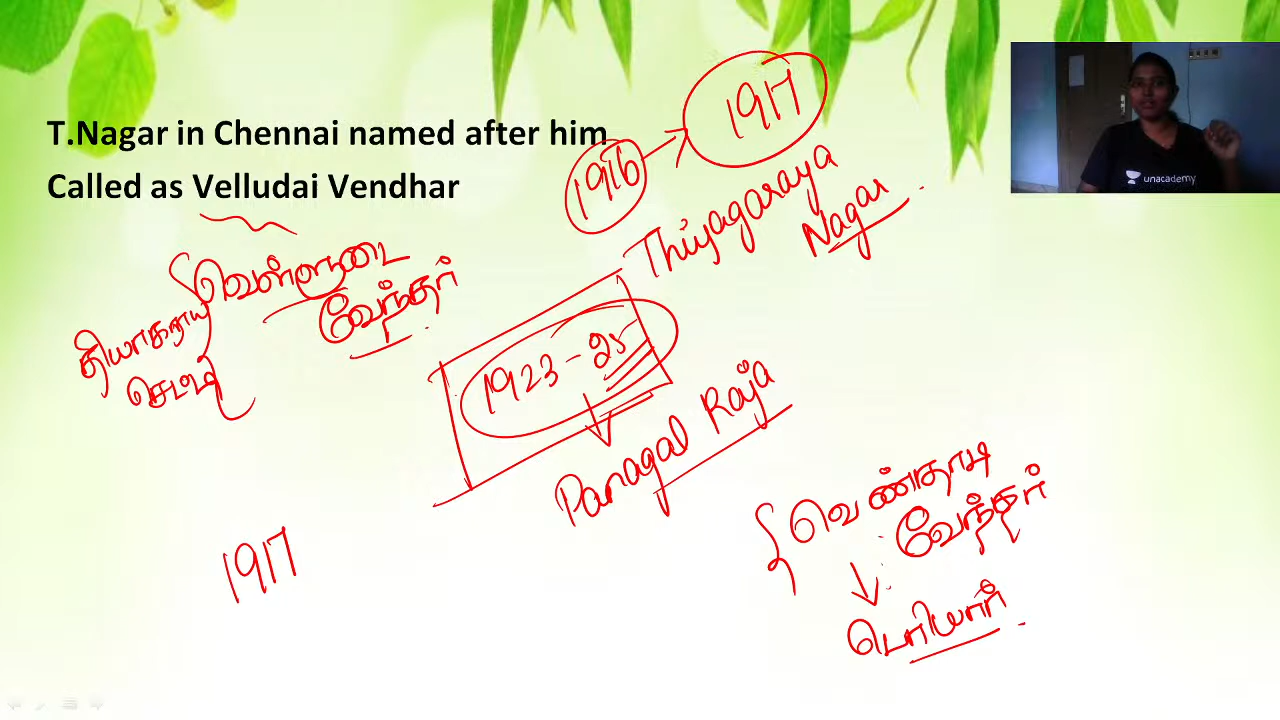 T.Nagar in Chennai named after him
Called as Velludai Vendhar
1916
1917
Thiyagaraya
Nagar
வெள்ளுடை
வேந்தர்
தியாகராய
செட்டி
1923-25
Panagal Raja
வெண்தாடி
வேந்தர்
பெரியார்
1917
unacademy